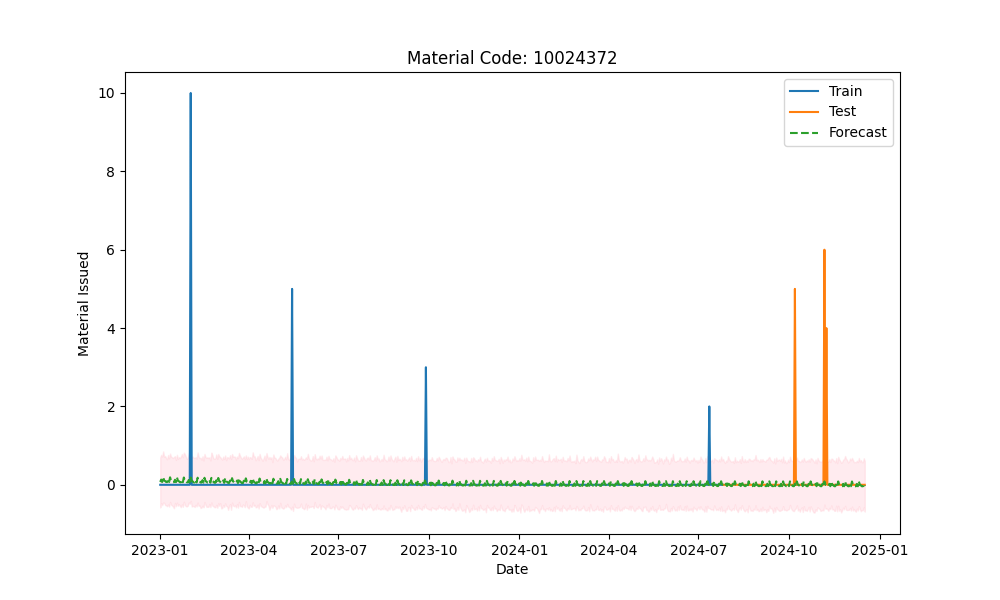 Material Code: 10024372
Train
Test
Forecast
10
8
6
4
2
0
Material Issued
2023-01 2023-04 2023-07 2023-10 2024-01 2024-04 2024-07 2024-10 2025-01
Date